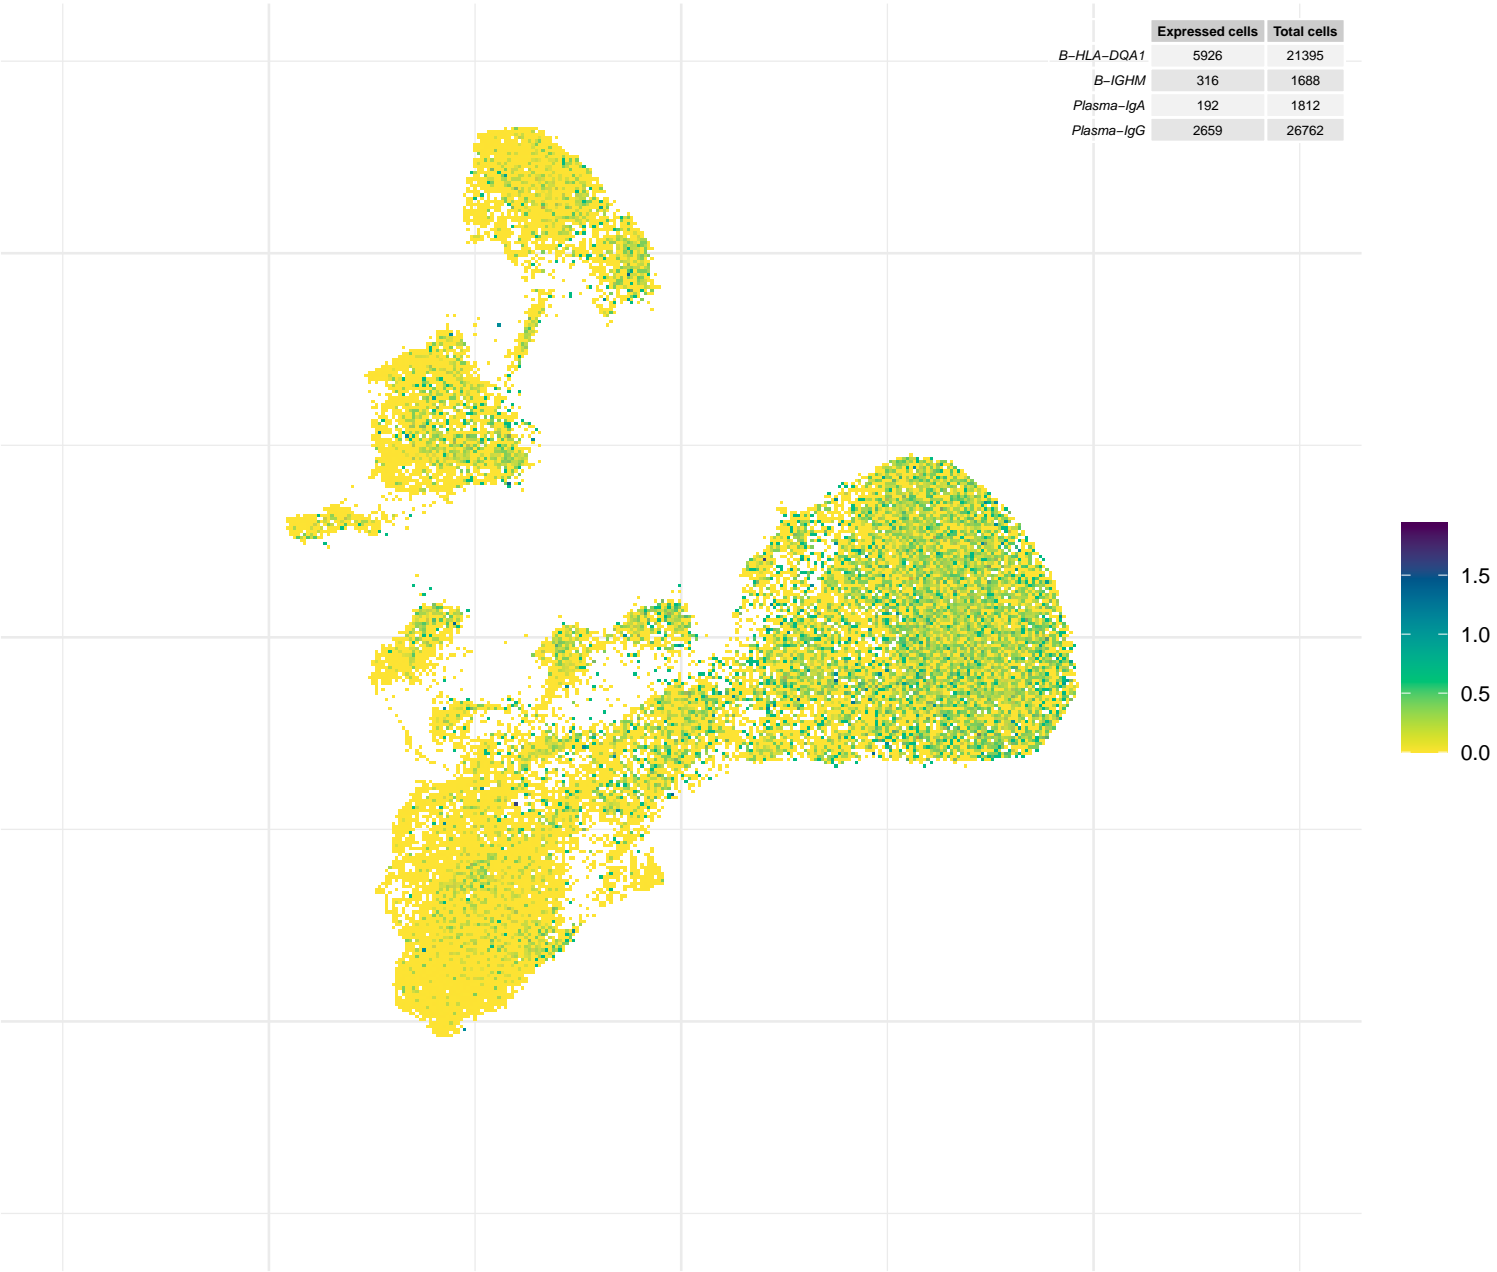 Expressed cells Total cells
B-HLA-DQA1 5926 21395
B-IGHM 316 1688
Plasma-IgA 192 1812
Plasma-IgG 2659 26762
1.5
1.0
0.5
0.0